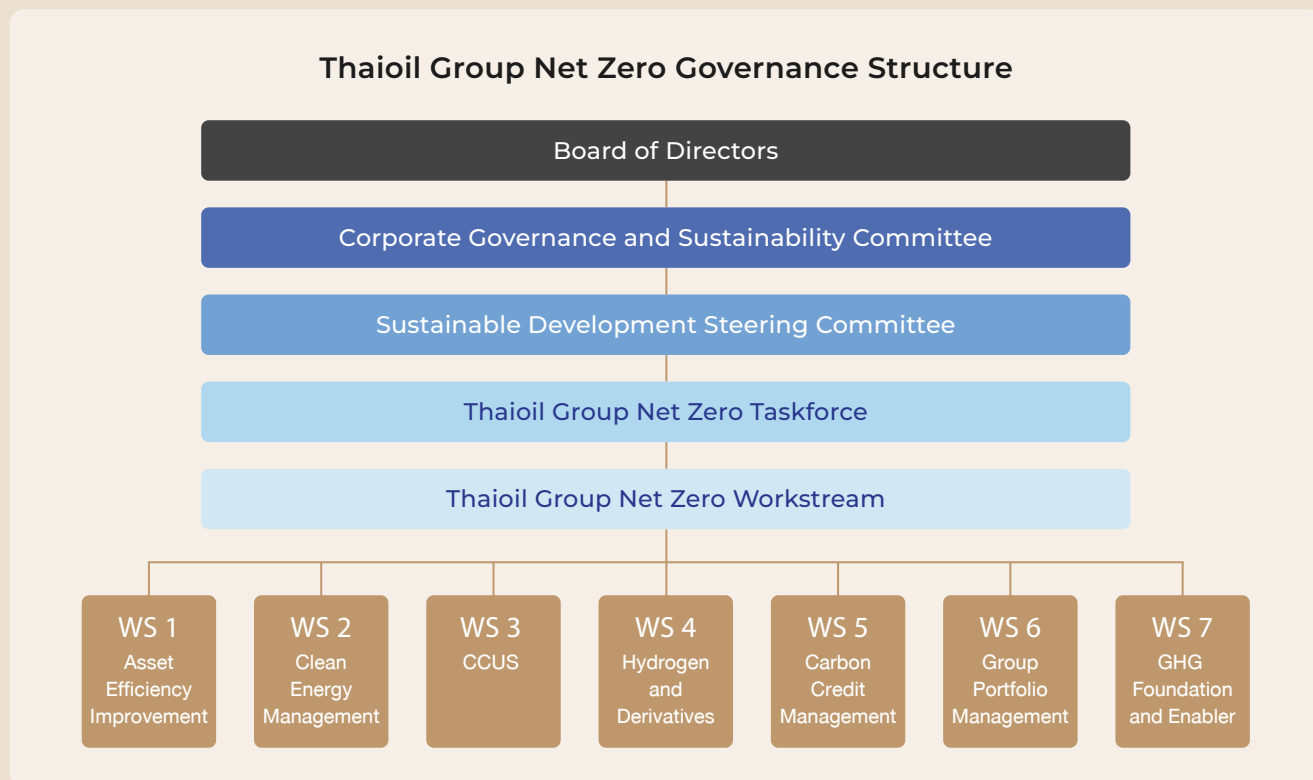 Thaioil Group Net Zero Governance Structure
Board of Directors
Corporate Governance and Sustainability Committee
Sustainable Development Steering Committee
Thaioil Group Net Zero Taskforce
Thaioil Group Net Zero Workstream
WS 1
Asset
Efficiency
Improvement
WS 2
Clean
Energy
Management
WS 3
CCUS
WS 4
Hydrogen
and
Derivatives
WS 5
Carbon
Credit
Management
WS 6
Group
Portfolio
Management
WS 7
GHG
Foundation
and Enabler